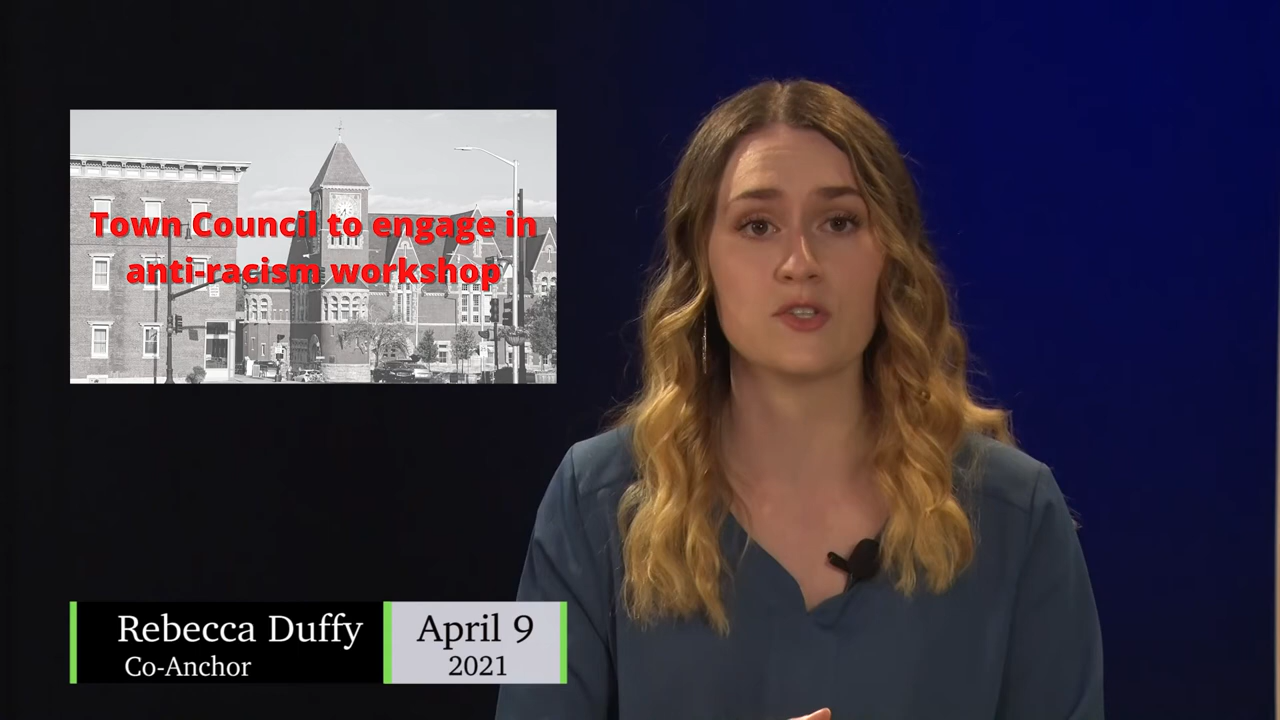 Town Council to engage in
anti-racism workshop
Rebecca Duffy
Co-Anchor
April 9
2021